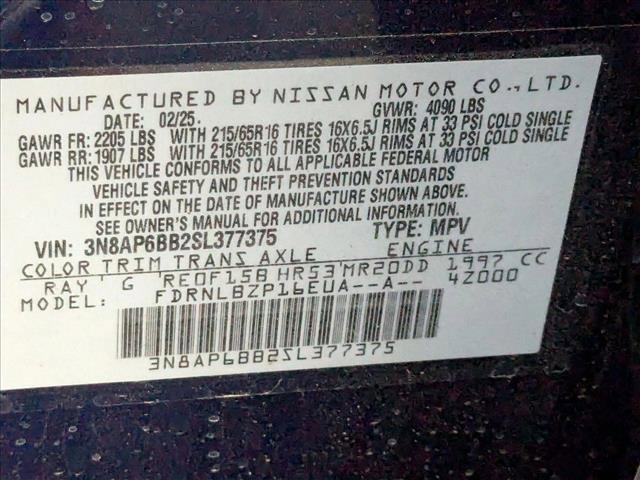 MANUFACTURED BY NISSAN MOTOR CO., LTD.
DATE: 02/25. GVWR: 4090 LBS
GAWR FR: 2205 LBS WITH 215/65R16 TIRES 16X6.5J RIMS AT 33 PSI COLD SINGLE
GAWR RR: 1907 LBS WITH 215/65R16 TIRES 16X6.5J RIMS AT 33 PSI COLD SINGLE
THIS VEHICLE CONFORMS TO ALL APPLICABLE FEDERAL MOTOR
VEHICLE SAFETY AND THEFT PREVENTION STANDARDS
IN EFFECT ON THE DATE OF MANUFACTURE SHOWN ABOVE.
SEE OWNER'S MANUAL FOR ADDITIONAL INFORMATION.
VIN: 3N8AP6BB2SL377375 TYPE: MPV
COLOR TRIM TRANS AXLE ENGINE
RAY G RE0F15B HR53 MR20DD 1997 CC
MODEL: FDRNLBZP16EUA--A-- 4Z000
3N8AP6BB2SL377375